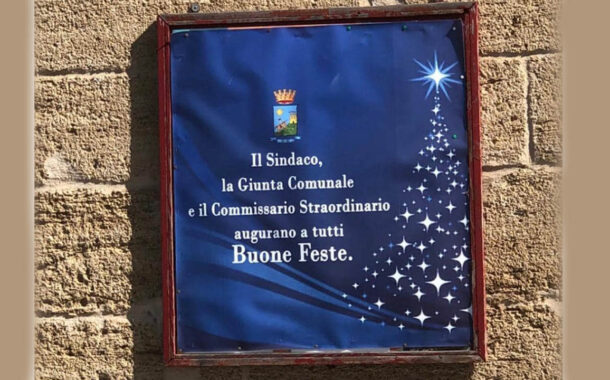 Il Sindaco,
la Giunta Comunale
e il Commissario Straordinario
augurano a tutti
Buone Feste.